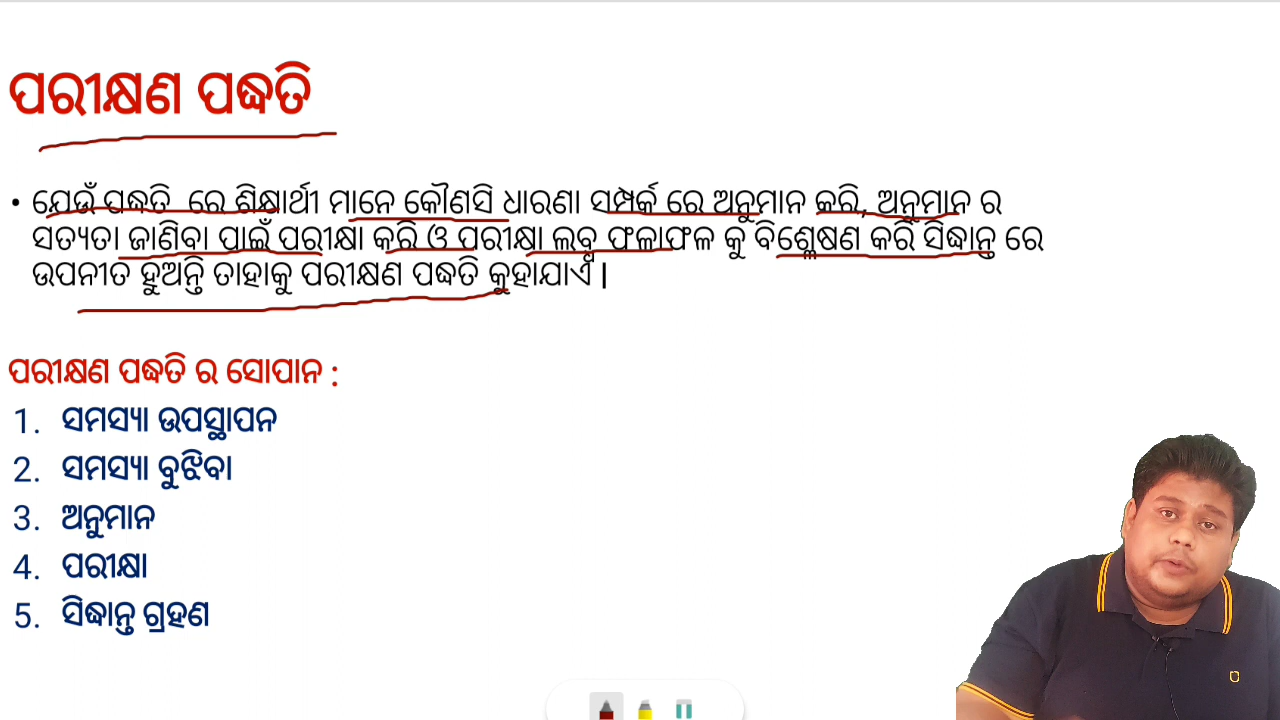 ପରୀକ୍ଷଣ ପଦ୍ଧତି
• ଯେଉଁ ପଦ୍ଧତି ରେ ଶିକ୍ଷାର୍ଥୀ ମାନେ କୌଣସି ଧାରଣା ସମ୍ପର୍କ ରେ ଅନୁମାନ କରି, ଅନୁମାନ ର
ସତ୍ୟତା ଜାଣିବା ପାଇଁ ପରୀକ୍ଷା କରି ଓ ପରୀକ୍ଷା ଲବ୍ଧ ଫଳାଫଳ କୁ ବିଶ୍ଳେଷଣ କରି ସିଦ୍ଧାନ୍ତ ରେ
ଉପନୀତ ହୁଅନ୍ତି ତାହାକୁ ପରୀକ୍ଷଣ ପଦ୍ଧତି କୁହାଯାଏ |
ପରୀକ୍ଷଣ ପଦ୍ଧତି ର ସୋପାନ :
1. ସମସ୍ୟା ଉପସ୍ଥାପନ
2. ସମସ୍ୟା ବୁଝିବା
3. ଅନୁମାନ
4. ପରୀକ୍ଷା
5. ସିଦ୍ଧାନ୍ତ ଗ୍ରହଣ